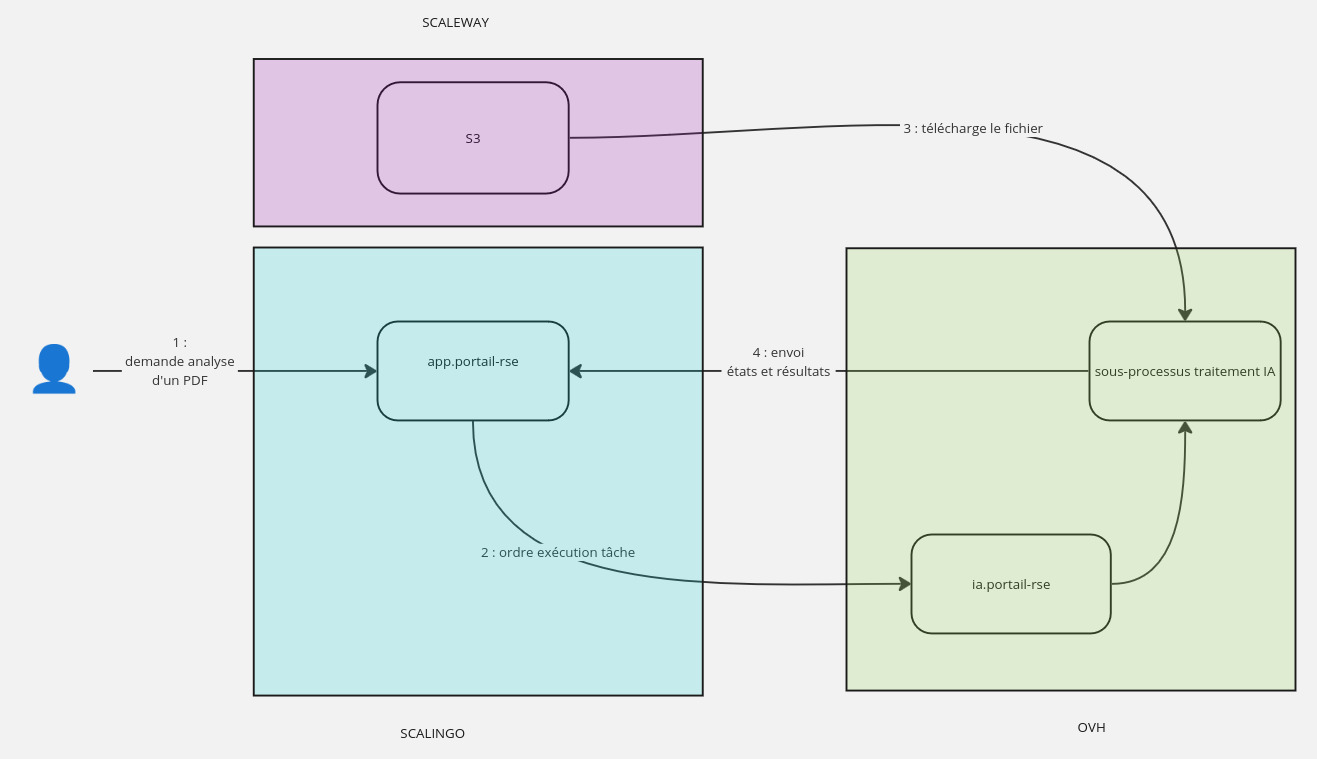 SCALEWAY
S3
3 : télécharge le fichier
1 :
demande analyse
d'un PDF
app.portail-rse
4 : envoi
états et résultats
sous-processus traitement IA
2 : ordre exécution tâche
ia.portail-rse
SCALINGO
OVH